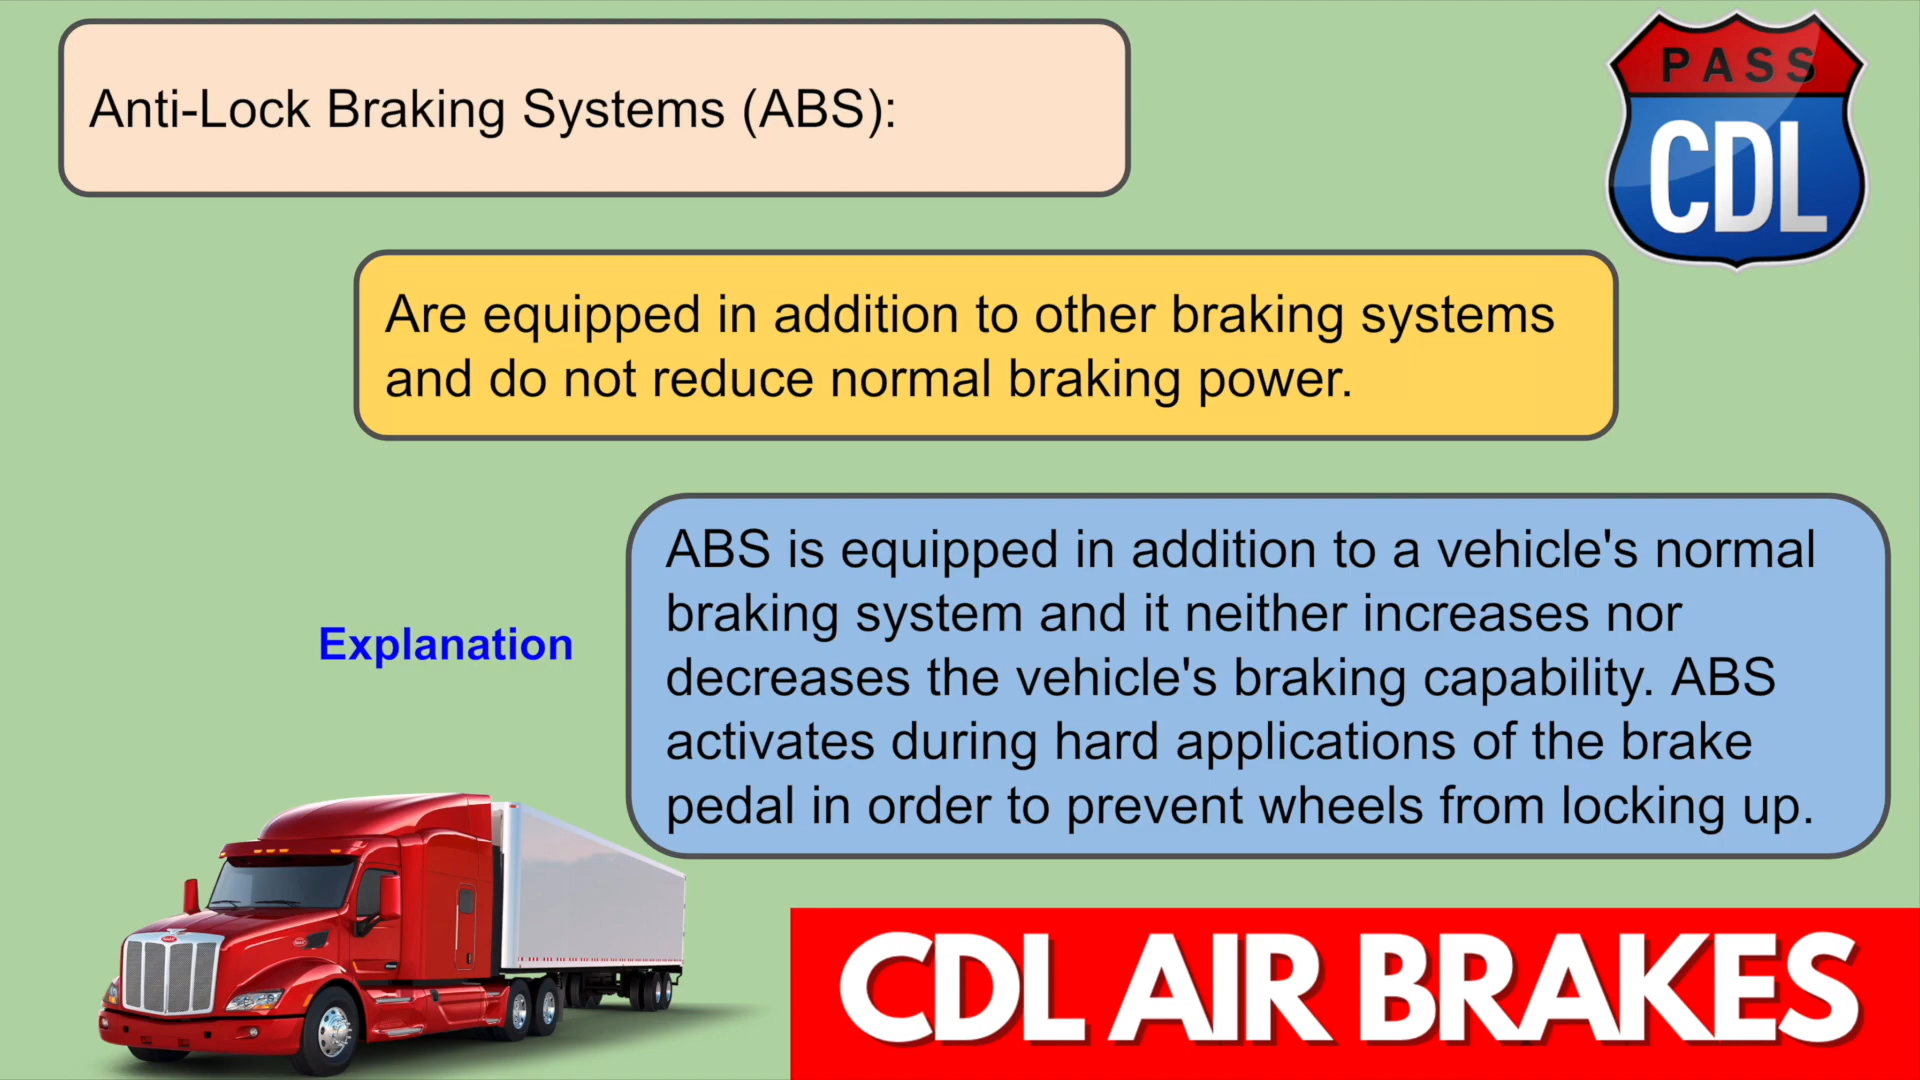 Anti-Lock Braking Systems (ABS):
PASS
CDL
Are equipped in addition to other braking systems
and do not reduce normal braking power.
Explanation
ABS is equipped in addition to a vehicle's normal
braking system and it neither increases nor
decreases the vehicle's braking capability. ABS
activates during hard applications of the brake
pedal in order to prevent wheels from locking up.
CDL AIR BRAKES